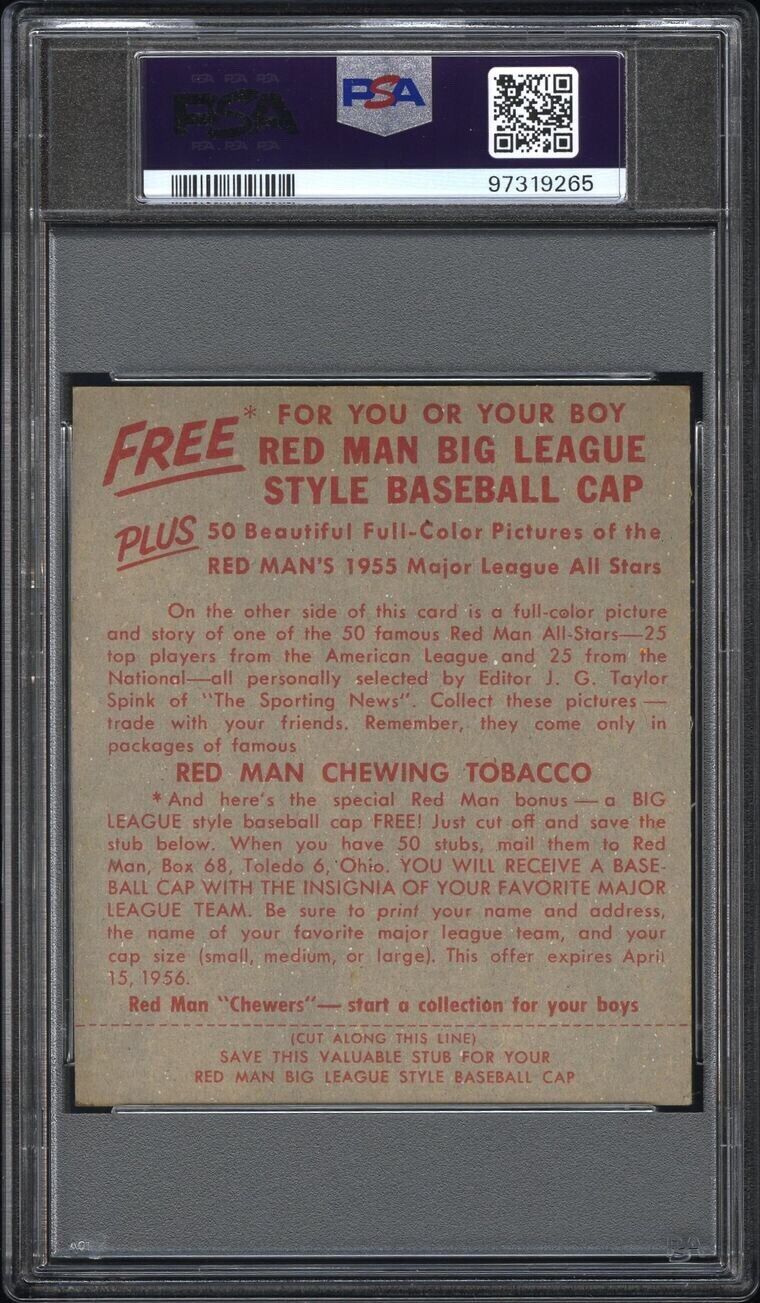 PSA PSA PSA
PSA
PSA PSA PSA
PSA
97319265
FREE* FOR YOU OR YOUR BOY
RED MAN BIG LEAGUE
STYLE BASEBALL CAP
PLUS 50 Beautiful Full-Color Pictures of the
RED MAN'S 1955 Major League All Stars
On the other side of this card is a full-color picture
and story of one of the 50 famous Red Man All-Stars—25
top players from the American League and 25 from the
National—all personally selected by Editor J. G. Taylor
Spink of "The Sporting News". Collect these pictures —
trade with your friends. Remember, they come only in
packages of famous
RED MAN CHEWING TOBACCO
*And here's the special Red Man bonus — a BIG
LEAGUE style baseball cap FREE! Just cut off and save the
stub below. When you have 50 stubs, mail them to Red
Man, Box 68, Toledo 6, Ohio. YOU WILL RECEIVE A BASE-
BALL CAP WITH THE INSIGNIA OF YOUR FAVORITE MAJOR
LEAGUE TEAM. Be sure to print your name and address,
the name of your favorite major league team, and your
cap size (small, medium, or large). This offer expires April
15, 1956.
Red Man "Chewers"— start a collection for your boys
(CUT ALONG THIS LINE)
SAVE THIS VALUABLE STUB FOR YOUR
RED MAN BIG LEAGUE STYLE BASEBALL CAP